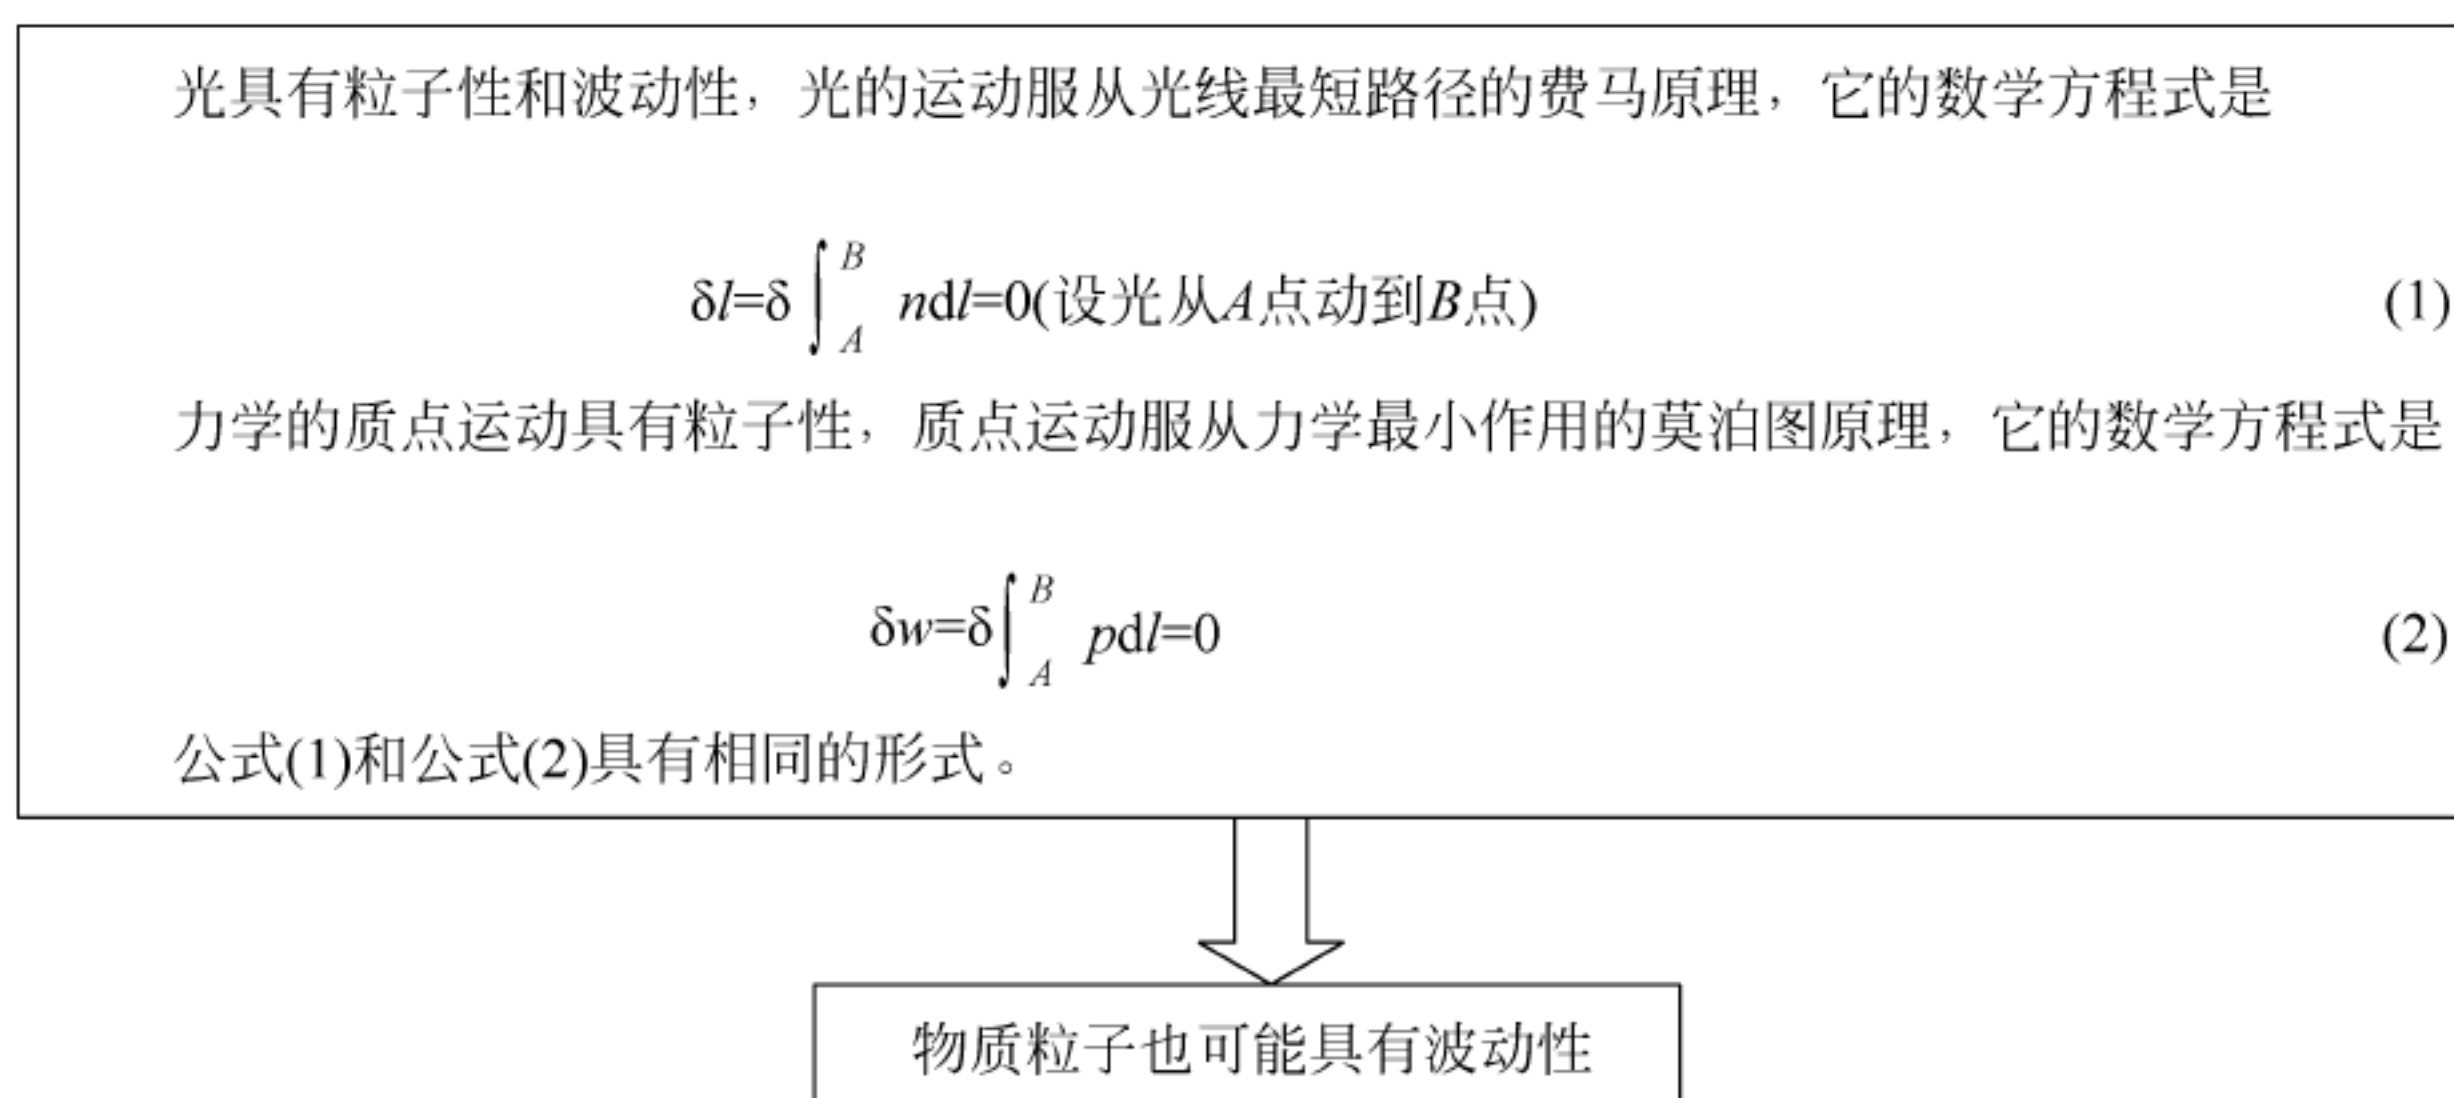 光具有粒子性和波动性，光的运动服从光线最短路径的费马原理，它的数学方程式是
δl=δ∫_A^B ndl=0(设光从A点动到B点) (1)
力学的质点运动具有粒子性，质点运动服从力学最小作用的莫泊图原理，它的数学方程式是
δw=δ∫_A^B pdl=0 (2)
公式(1)和公式(2)具有相同的形式。
物质粒子也可能具有波动性